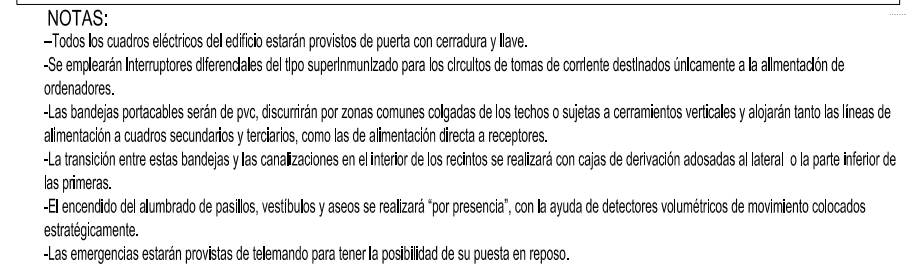 NOTAS:
–Todos los cuadros eléctricos del edificio estarán provistos de puerta con cerradura y llave.
-Se emplearán interruptores diferenciales del tipo superinmunizado para los circuitos de tomas de corriente destinados únicamente a la alimentación de
ordenadores.
-Las bandejas portacables serán de pvc, discurrirán por zonas comunes colgadas de los techos o sujetas a cerramientos verticales y alojarán tanto las líneas de
alimentación a cuadros secundarios y terciarios, como las de alimentación directa a receptores.
-La transición entre estas bandejas y las canalizaciones en el interior de los recintos se realizará con cajas de derivación adosadas al lateral o la parte inferior de
las primeras.
-El encendido del alumbrado de pasillos, vestíbulos y aseos se realizará “por presencia”, con la ayuda de detectores volumétricos de movimiento colocados
estratégicamente.
-Las emergencias estarán provistas de telemando para tener la posibilidad de su puesta en reposo.